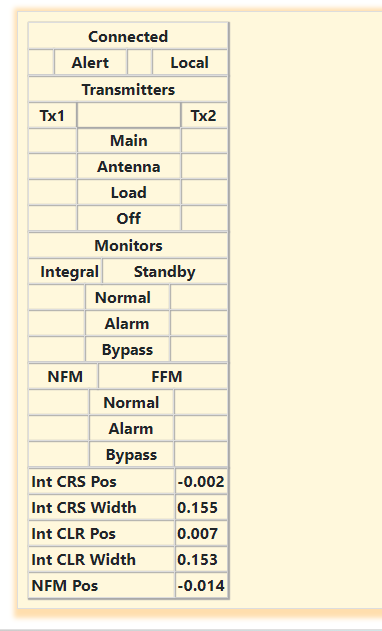 Connected
Alert Local
Transmitters
Tx1 Tx2
Main
Antenna
Load
Off
Monitors
Integral Standby
Normal
Alarm
Bypass
NFM FFM
Normal
Alarm
Bypass
Int CRS Pos -0.002
Int CRS Width 0.155
Int CLR Pos 0.007
Int CLR Width 0.153
NFM Pos -0.014